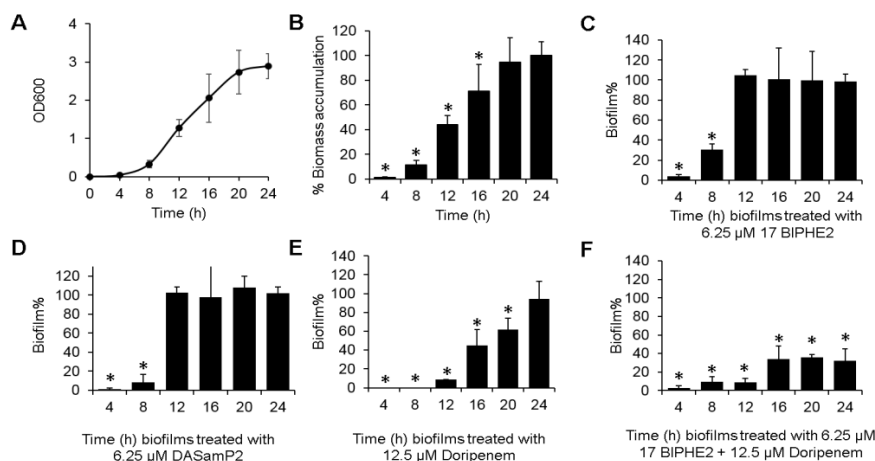 A
OD600
3
2
1
0
0 4 8 12 16 20 24
Time (h)
B
% Biomass accumulation
120
100
80
60
40
20
0
* * * *
4 8 12 16 20 24
Time (h)
C
Biofilm%
140
120
100
80
60
40
20
0
* *
4 8 12 16 20 24
Time (h) biofilms treated with
6.25 µM 17 BIPHE2
D
Biofilm%
120
100
80
60
40
20
0
* *
4 8 12 16 20 24
Time (h) biofilms treated with
6.25 µM DASamP2
E
Biofilm%
120
100
80
60
40
20
0
* * * * *
4 8 12 16 20 24
Time (h) biofilms treated with
12.5 µM Doripenem
F
Biofilm%
120
100
80
60
40
20
0
* * * * * *
4 8 12 16 20 24
Time (h) biofilms treated with 6.25 µM
17 BIPHE2 + 12.5 µM Doripenem